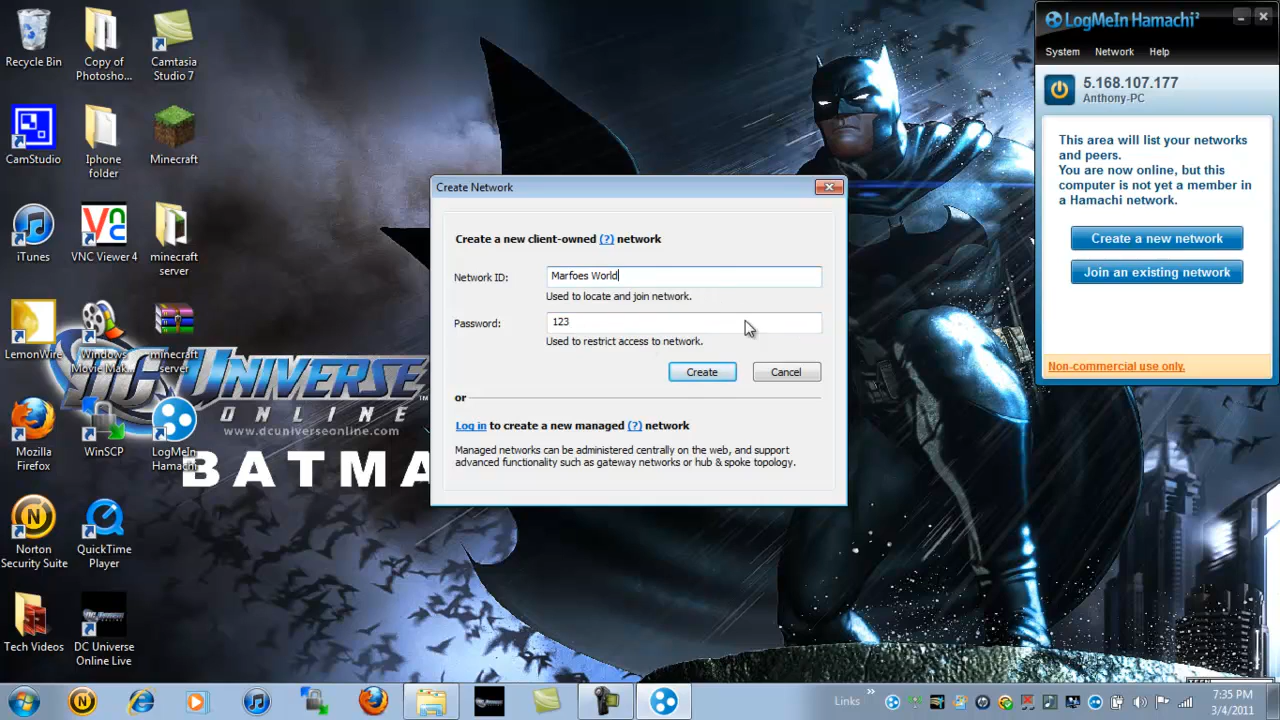 Recycle Bin
Copy of
Photosho...
Camtasia
Studio 7
CamStudio
Iphone
folder
Minecraft
iTunes
VNC Viewer 4
minecraft
server
LemonWire
Windows
Movie Mak...
minecraft
server
Mozilla
Firefox
WinSCP
LogMeIn
Hamachi
Norton
Security Suite
QuickTime
Player
Tech Videos
DC Universe
Online Live
DC UNIVERSE
ONLINE
www.dcuniverseonline.com
BATMA
Create Network
Create a new client-owned (?) network
Network ID:
Marfoes World
Used to locate and join network.
Password:
123
Used to restrict access to network.
Create
Cancel
or
Log in to create a new managed (?) network
Managed networks can be administered centrally on the web, and support
advanced functionality such as gateway networks or hub & spoke topology.
LogMeIn Hamachi²
System
Network
Help
5.168.107.177
Anthony-PC
This area will list your networks
and peers.
You are now online, but this
computer is not yet a member in
a Hamachi network.
Create a new network
Join an existing network
Non-commercial use only.
Links
7:35 PM
3/4/2011